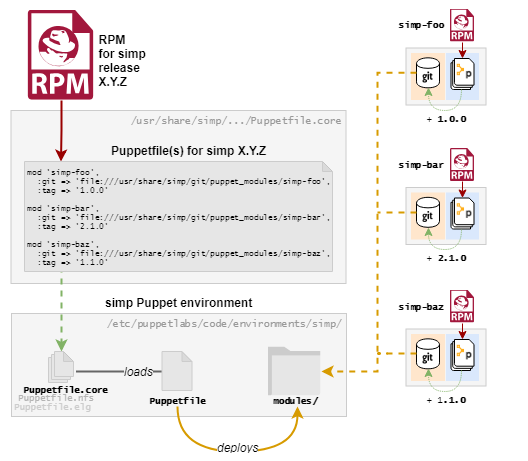 RPM
RPM
for simp
release
X.Y.Z
/usr/share/simp/.../Puppetfile.core
Puppetfile(s) for simp X.Y.Z
mod 'simp-foo',
:git => 'file:///usr/share/simp/git/puppet_modules/simp-foo',
:tag => '1.0.0'
mod 'simp-bar',
:git => 'file:///usr/share/simp/git/puppet_modules/simp-bar',
:tag => '2.1.0'
mod 'simp-baz',
:git => 'file:///usr/share/simp/git/puppet_modules/simp-baz',
:tag => '1.1.0'
simp Puppet environment
/etc/puppetlabs/code/environments/simp/
loads
Puppetfile.core
Puppetfile.nfs
Puppetfile.elg
Puppetfile
modules/
deploys
simp-foo
RPM
git
p
+ 1.0.0
simp-bar
RPM
git
p
+ 2.1.0
simp-baz
RPM
git
p
+ 1.1.0